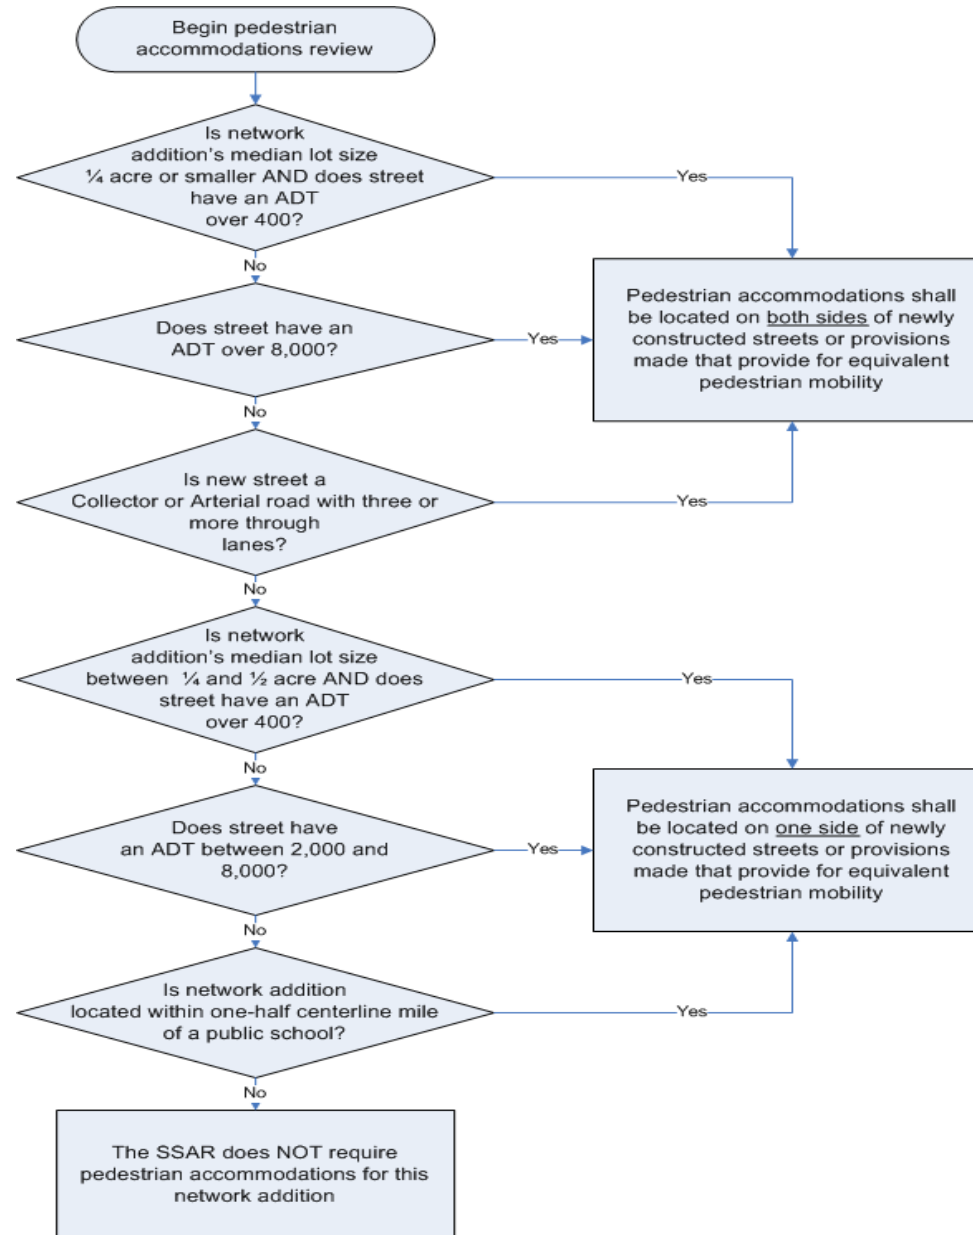 Begin pedestrian
accommodations review
Is network
addition's median lot size
¼ acre or smaller AND does street
have an ADT
over 400?
Yes
No
Pedestrian accommodations shall
be located on both sides of newly
constructed streets or provisions
made that provide for equivalent
pedestrian mobility
Does street have an
ADT over 8,000?
Yes
No
Is new street a
Collector or Arterial road with three or
more through
lanes?
Yes
No
Is network
addition's median lot size
between ¼ and ½ acre AND does
street have an ADT
over 400?
Yes
No
Pedestrian accommodations shall
be located on one side of newly
constructed streets or provisions
made that provide for equivalent
pedestrian mobility
Does street have
an ADT between 2,000 and
8,000?
Yes
No
Is network addition
located within one-half centerline mile
of a public school?
Yes
No
The SSAR does NOT require
pedestrian accommodations for this
network addition